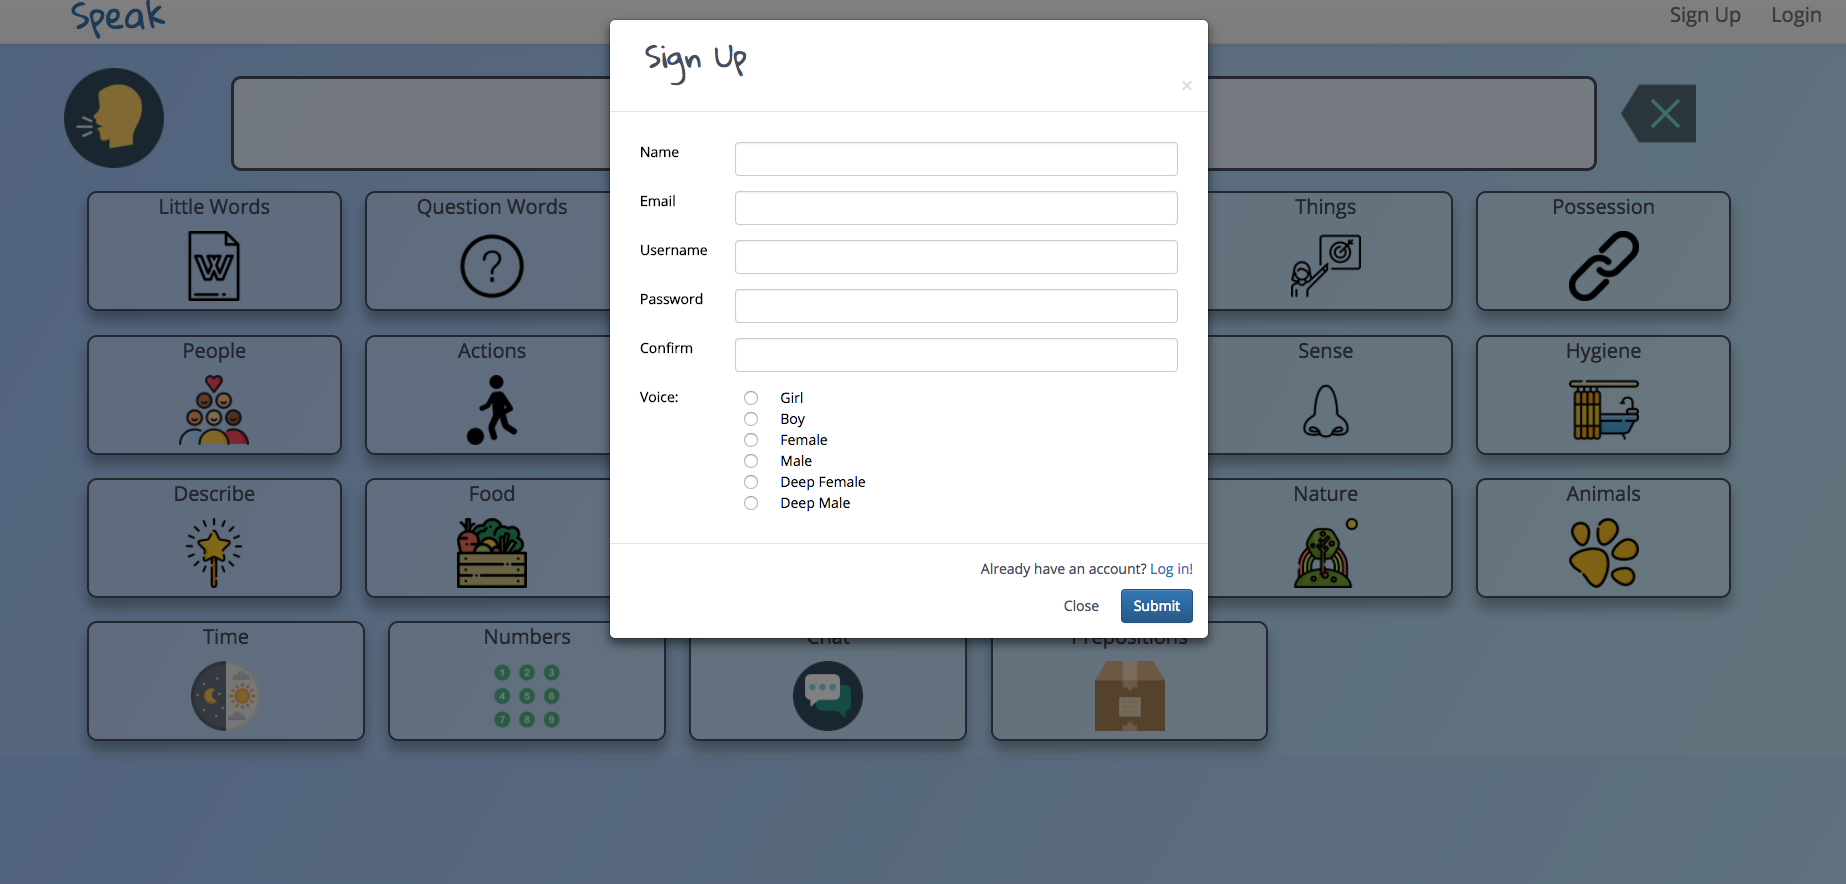 Speak
Sign Up Login
Sign Up
×
Name
Email
Username
Password
Confirm
Voice:
Girl
Boy
Female
Male
Deep Female
Deep Male
Already have an account? Log in!
Close Submit
Little Words Question Words Things Possession
W ?
People Actions Sense Hygiene
Describe Food Nature Animals
Time Numbers Chat Prepositions
1 2 3
4 5 6
7 8 9